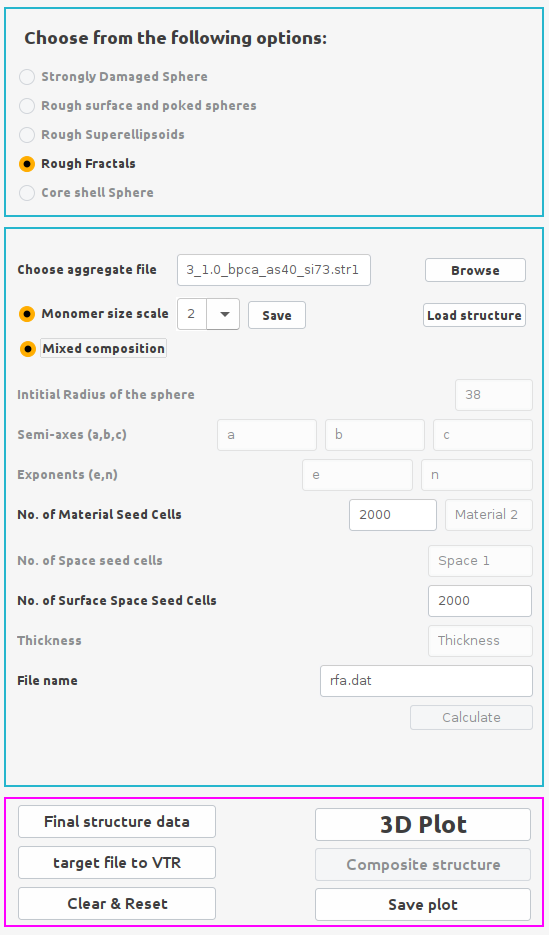 Choose from the following options:
Strongly Damaged Sphere
Rough surface and poked spheres
Rough Superellipsoids
Rough Fractals
Core shell Sphere
Choose aggregate file 3_1.0_bpca_as40_si73.str1 Browse
Monomer size scale 2 Save Load structure
Mixed composition
Intitial Radius of the sphere 38
Semi-axes (a,b,c) a b c
Exponents (e,n) e n
No. of Material Seed Cells 2000 Material 2
No. of Space seed cells Space 1
No. of Surface Space Seed Cells 2000
Thickness Thickness
File name rfa.dat
Calculate
Final structure data 3D Plot
target file to VTR Composite structure
Clear & Reset Save plot